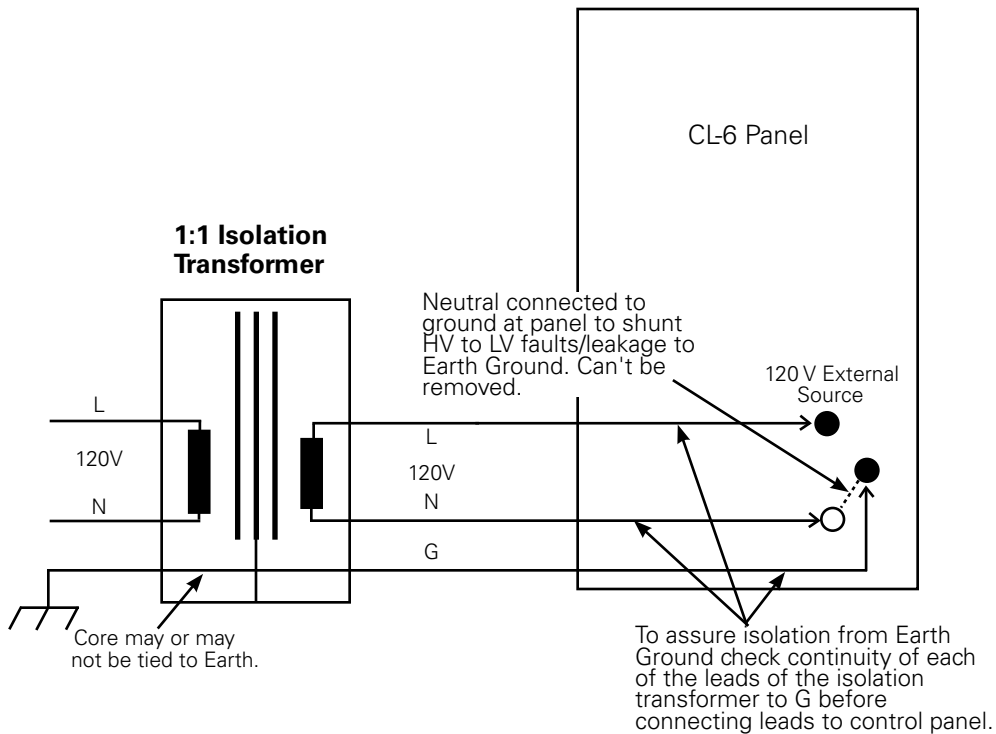 CL-6 Panel
1:1 Isolation
Transformer
Neutral connected to
ground at panel to shunt
HV to LV faults/leakage to
Earth Ground. Can't be
removed.
120 V External
Source
L
L
120V
120V
N
N
G
Core may or may
not be tied to Earth.
To assure isolation from Earth
Ground check continuity of each
of the leads of the isolation
transformer to G before
connecting leads to control panel.